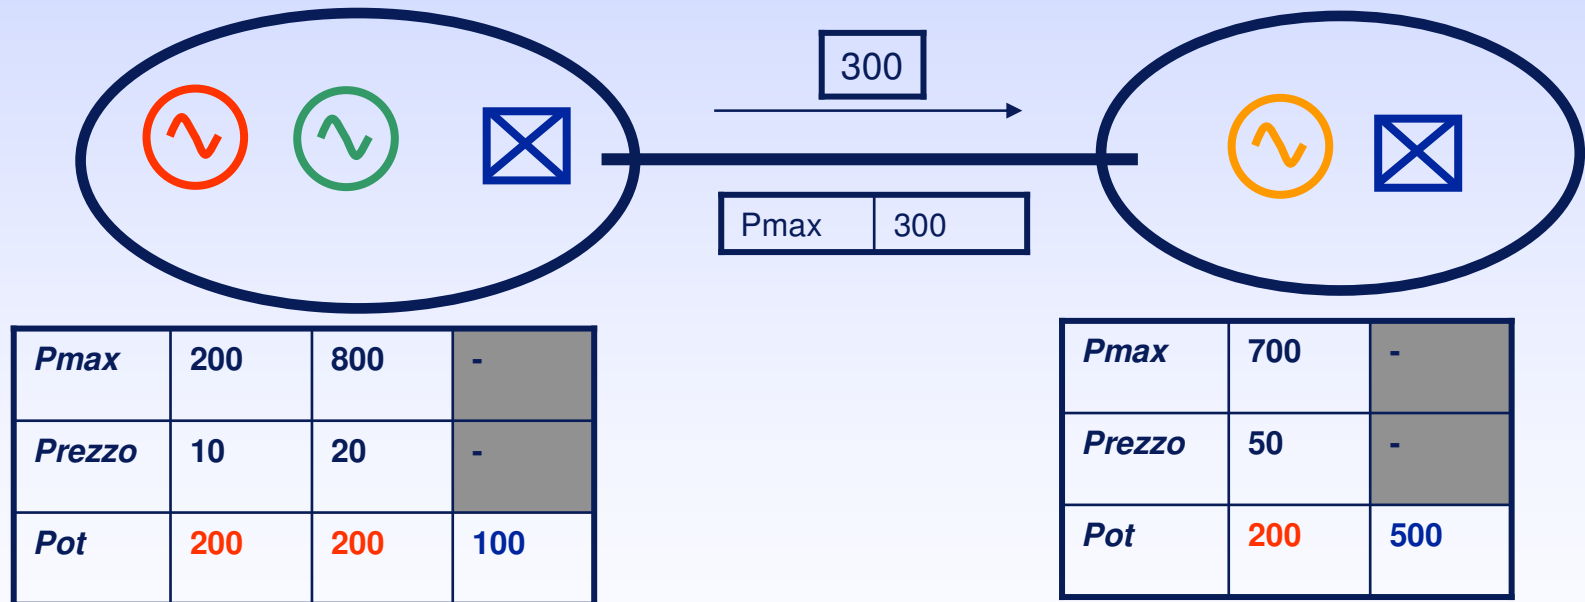 300
Pmax 300
Pmax 200 800 -
Prezzo 10 20 -
Pot 200 200 100
Pmax 700 -
Prezzo 50 -
Pot 200 500